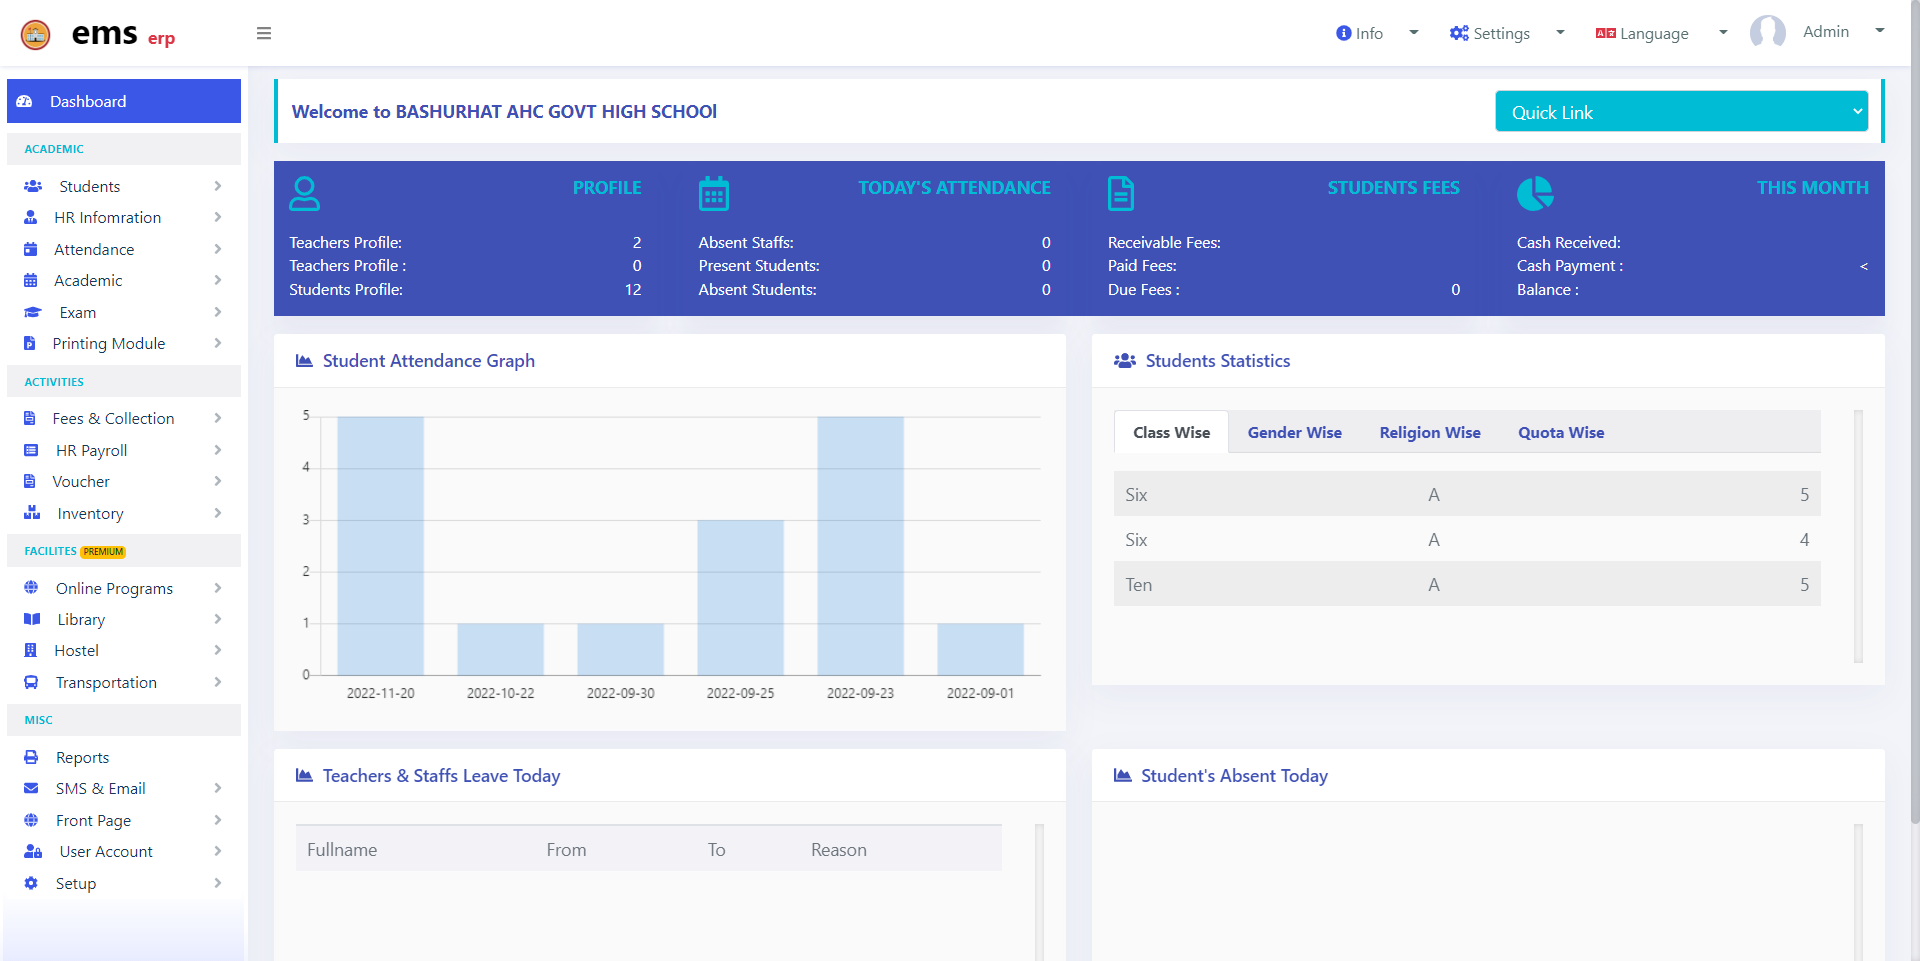 ems erp
Info
Settings
Language
Admin
Dashboard
ACADEMIC
Students
HR Infomration
Attendance
Academic
Exam
Printing Module
ACTIVITIES
Fees & Collection
HR Payroll
Voucher
Inventory
FACILITES PREMIUM
Online Programs
Library
Hostel
Transportation
MISC
Reports
SMS & Email
Front Page
User Account
Setup
Welcome to BASHURHAT AHC GOVT HIGH SCHOOl
Quick Link
PROFILE
Teachers Profile: 2
Teachers Profile : 0
Students Profile: 12
TODAY'S ATTENDANCE
Absent Staffs: 0
Present Students: 0
Absent Students: 0
STUDENTS FEES
Receivable Fees:
Paid Fees:
Due Fees : 0
THIS MONTH
Cash Received:
Cash Payment : <
Balance :
Student Attendance Graph
5
4
3
2
1
0
2022-11-20 2022-10-22 2022-09-30 2022-09-25 2022-09-23 2022-09-01
Students Statistics
Class Wise Gender Wise Religion Wise Quota Wise
Six A 5
Six A 4
Ten A 5
Teachers & Staffs Leave Today
Fullname From To Reason
Student's Absent Today